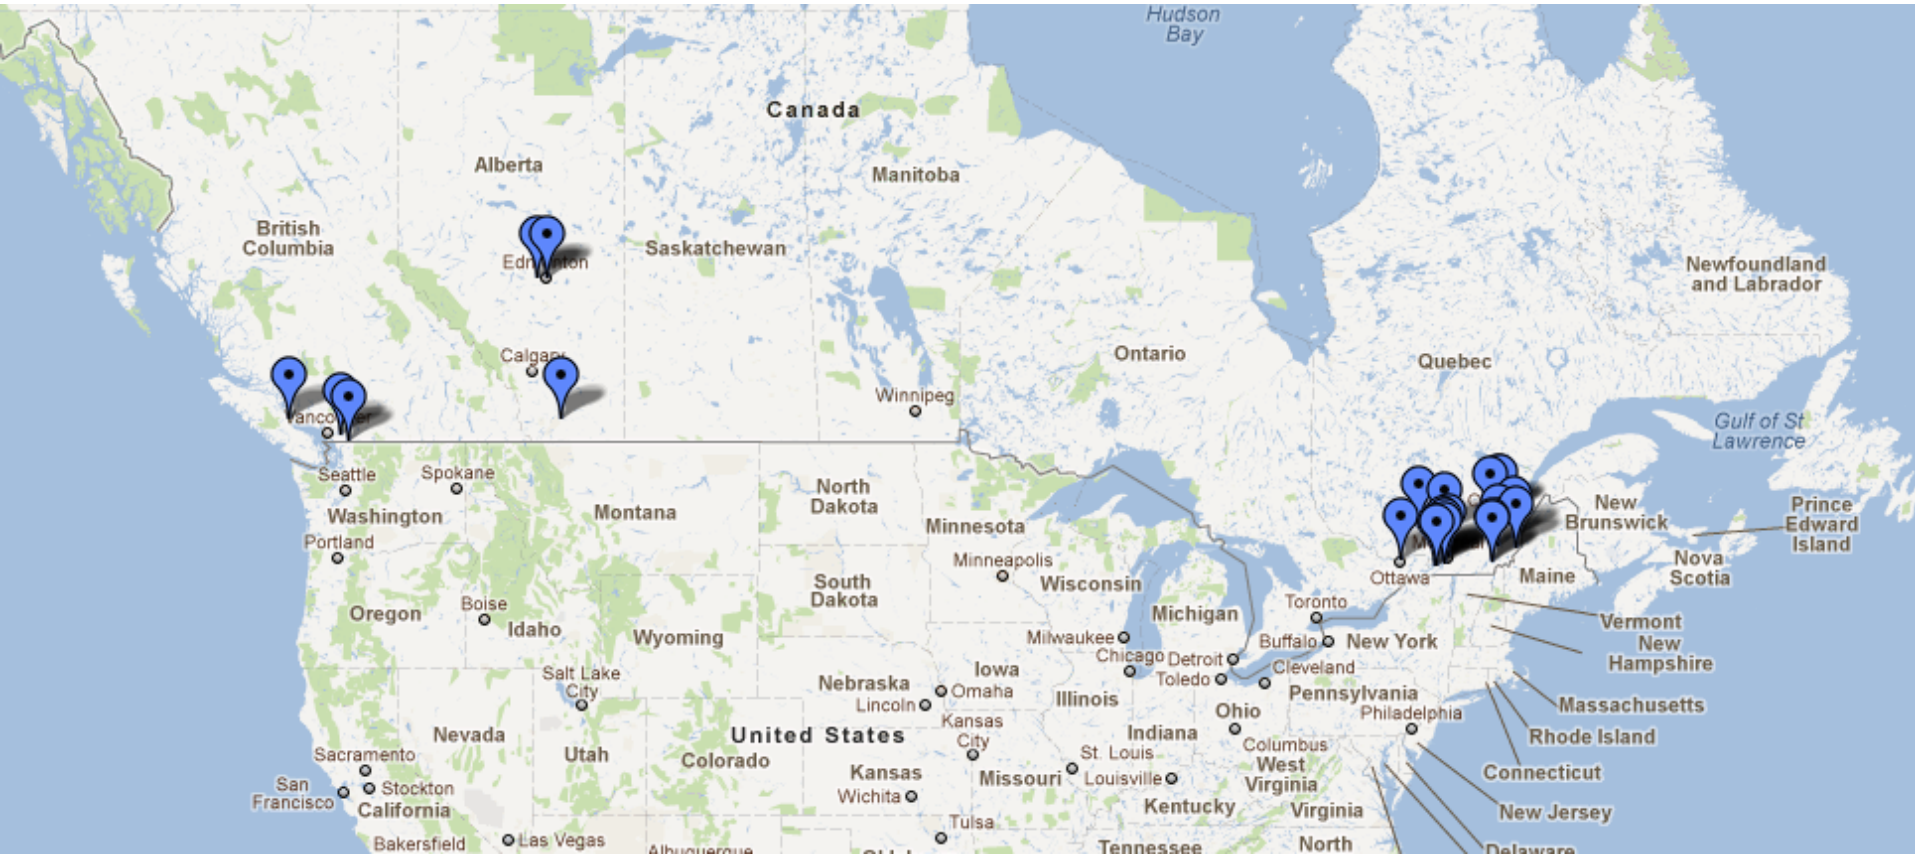 Hudson
Bay
Canada
Alberta
Manitoba
British
Columbia
Saskatchewan
Edmonton
Newfoundland
and Labrador
Ontario
Quebec
Calgary
Winnipeg
Vancouver
Gulf of St
Lawrence
Seattle
Spokane
Washington
Montana
North
Dakota
Minnesota
New
Brunswick
Prince
Edward
Island
Portland
Minneapolis
Wisconsin
Ottawa
Maine
Nova
Scotia
South
Dakota
Oregon
Boise
Idaho
Wyoming
Michigan
Toronto
Vermont
Milwaukee
Buffalo
New York
New
Hampshire
Chicago
Detroit
Cleveland
Toledo
Iowa
Salt Lake
City
Nebraska
Omaha
Lincoln
Illinois
Pennsylvania
Ohio
Philadelphia
Massachusetts
Kansas
City
Nevada
United States
Indiana
Rhode Island
Utah
Colorado
Sacramento
St. Louis
Columbus
West
Virginia
Connecticut
San
Francisco
Stockton
Kansas
Missouri
Louisville
California
Wichita
Kentucky
Virginia
New Jersey
Tulsa
Bakersfield
Las Vegas
Albuquerque
Tennessee
North
Delaware